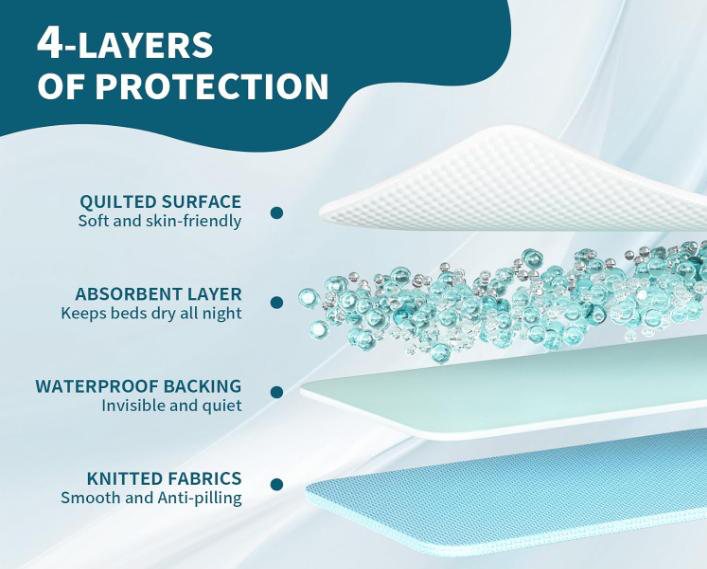 4-LAYERS
OF PROTECTION
QUILTED SURFACE
Soft and skin-friendly
ABSORBENT LAYER
Keeps beds dry all night
WATERPROOF BACKING
Invisible and quiet
KNITTED FABRICS
Smooth and Anti-pilling